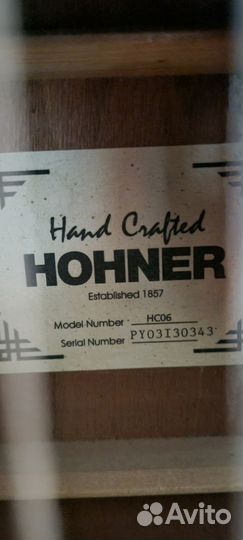 Hand Crafted
HOHNER
Established 1857
Model Number HC06
Serial Number PY03I30343
Avito